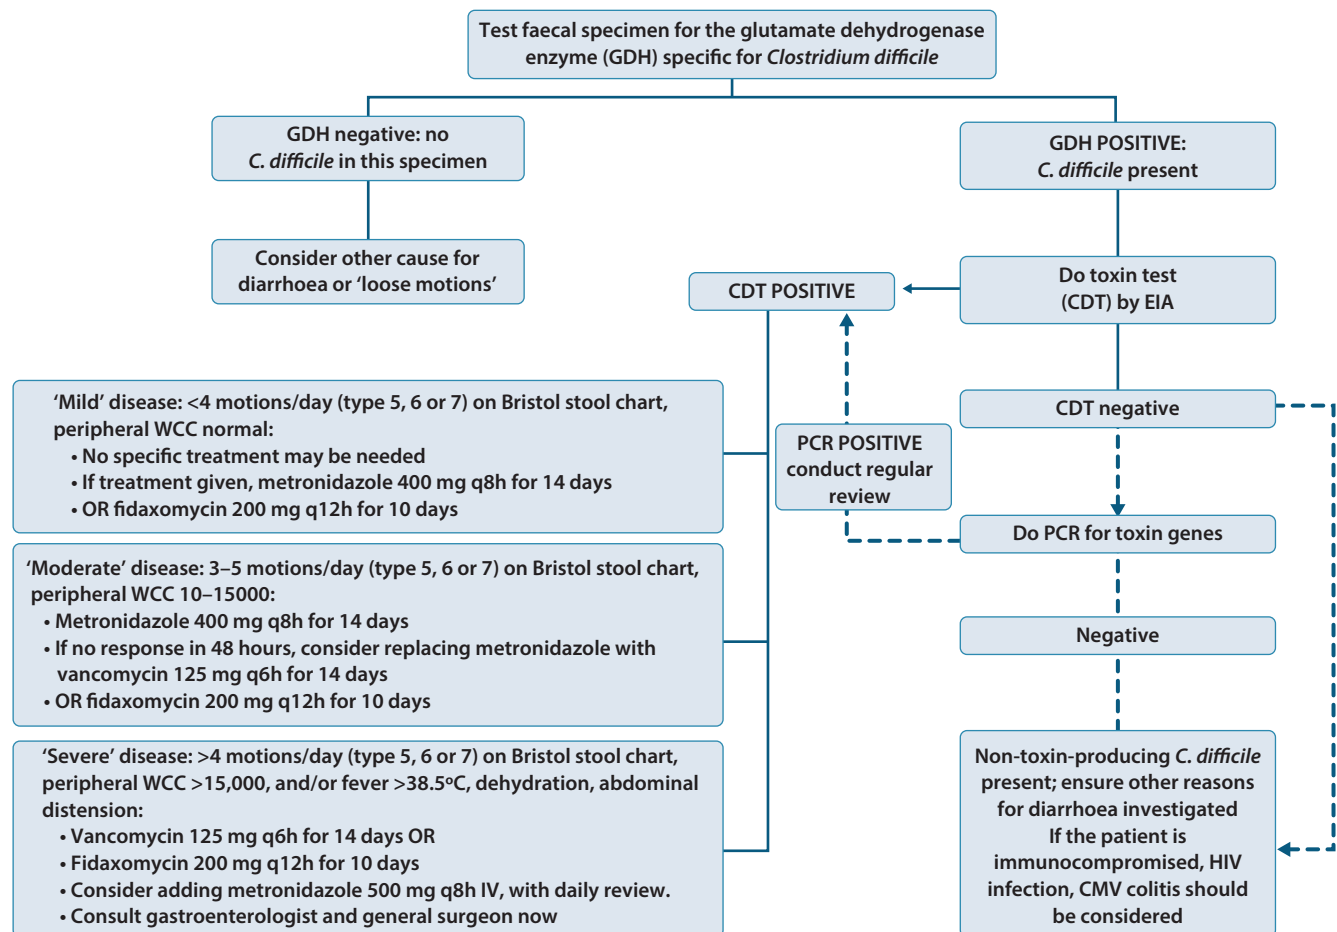 Test faecal specimen for the glutamate dehydrogenase
enzyme (GDH) specific for Clostridium difficile
GDH negative: no
C. difficile in this specimen
Consider other cause for
diarrhoea or ‘loose motions’
GDH POSITIVE:
C. difficile present
Do toxin test
(CDT) by EIA
CDT POSITIVE
CDT negative
PCR POSITIVE
conduct regular
review
Do PCR for toxin genes
Negative
Non-toxin-producing C. difficile
present; ensure other reasons
for diarrhoea investigated
If the patient is
immunocompromised, HIV
infection, CMV colitis should
be considered
‘Mild’ disease: <4 motions/day (type 5, 6 or 7) on Bristol stool chart,
peripheral WCC normal:
• No specific treatment may be needed
• If treatment given, metronidazole 400 mg q8h for 14 days
• OR fidaxomycin 200 mg q12h for 10 days
‘Moderate’ disease: 3–5 motions/day (type 5, 6 or 7) on Bristol stool chart,
peripheral WCC 10–15000:
• Metronidazole 400 mg q8h for 14 days
• If no response in 48 hours, consider replacing metronidazole with
vancomycin 125 mg q6h for 14 days
• OR fidaxomycin 200 mg q12h for 10 days
‘Severe’ disease: >4 motions/day (type 5, 6 or 7) on Bristol stool chart,
peripheral WCC >15,000, and/or fever >38.5ºC, dehydration, abdominal
distension:
• Vancomycin 125 mg q6h for 14 days OR
• Fidaxomycin 200 mg q12h for 10 days
• Consider adding metronidazole 500 mg q8h IV, with daily review.
• Consult gastroenterologist and general surgeon now